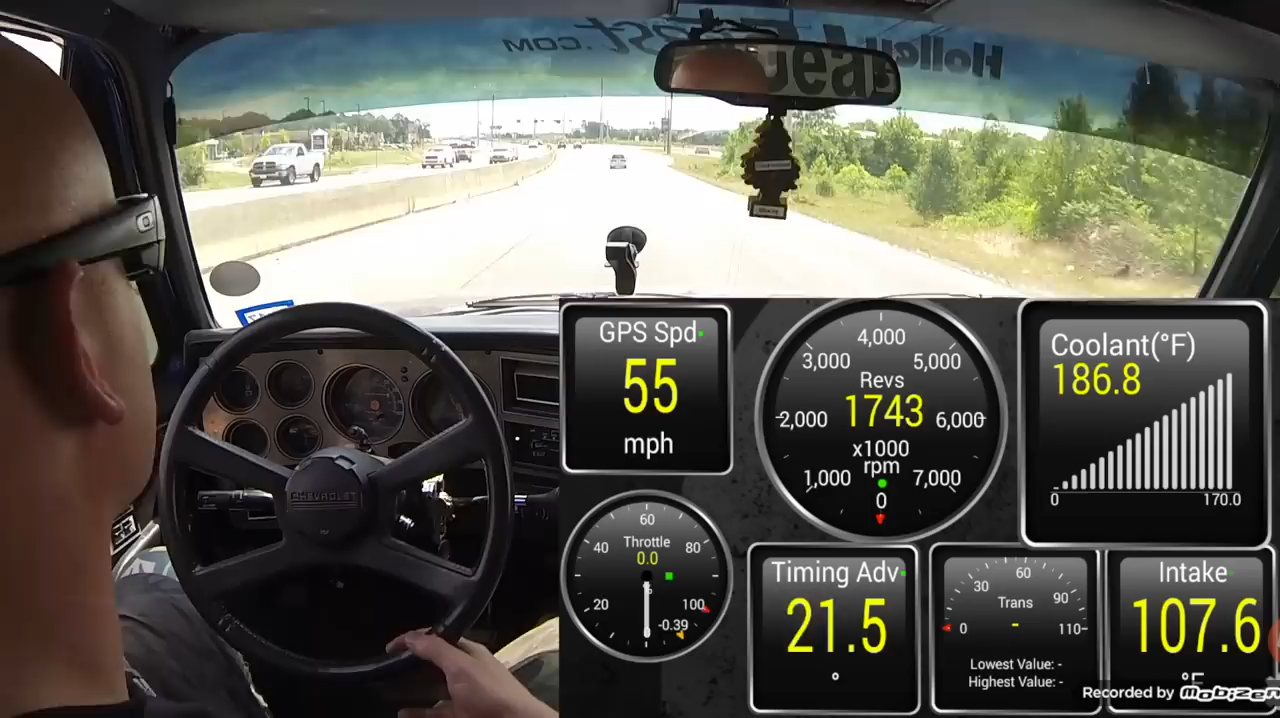 Holley
.COM
CHEVROLET
GPS Spd
55
mph
4,000
3,000
5,000
Revs
1743
2,000
6,000
x1000
rpm
1,000
7,000
0
Coolant(°F)
186.8
0
170.0
60
40
80
Throttle
0.0
%
20
100
-0.39
Timing Adv
21.5
°
60
30
90
Trans
-
0
110
Lowest Value: -
Highest Value: -
Intake
107.6
°F
Recorded by Mobizen